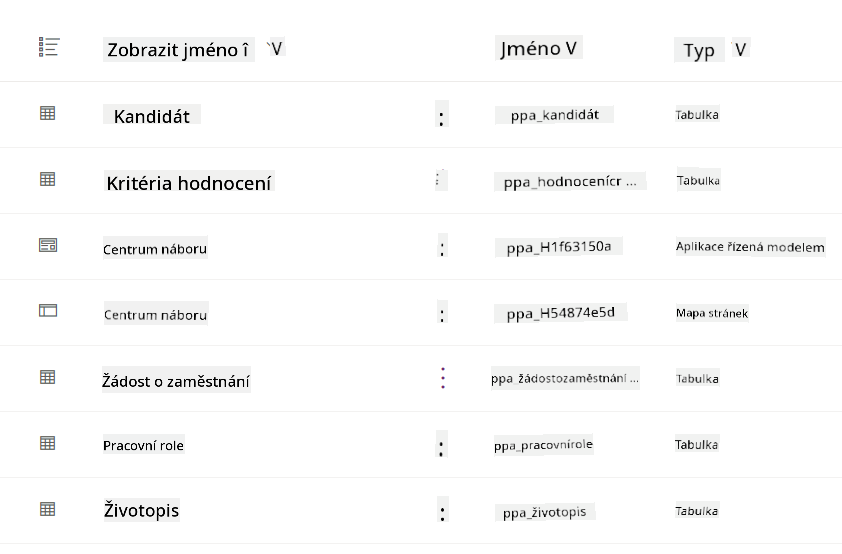 Zobrazit jméno î V Jméno V Typ V
Kandidát : ppa_kandidát Tabulka
Kritéria hodnocení ⋮ ppa_hodnocenícr ... Tabulka
Centrum náboru : ppa_H1f63150a Aplikace řízená modelem
Centrum náboru : ppa_H54874e5d Mapa stránek
Žádost o zaměstnání ⋮ ppa_žádostozaměstnání ... Tabulka
Pracovní role : ppa_pracovnírole Tabulka
Životopis : ppa_životopis Tabulka